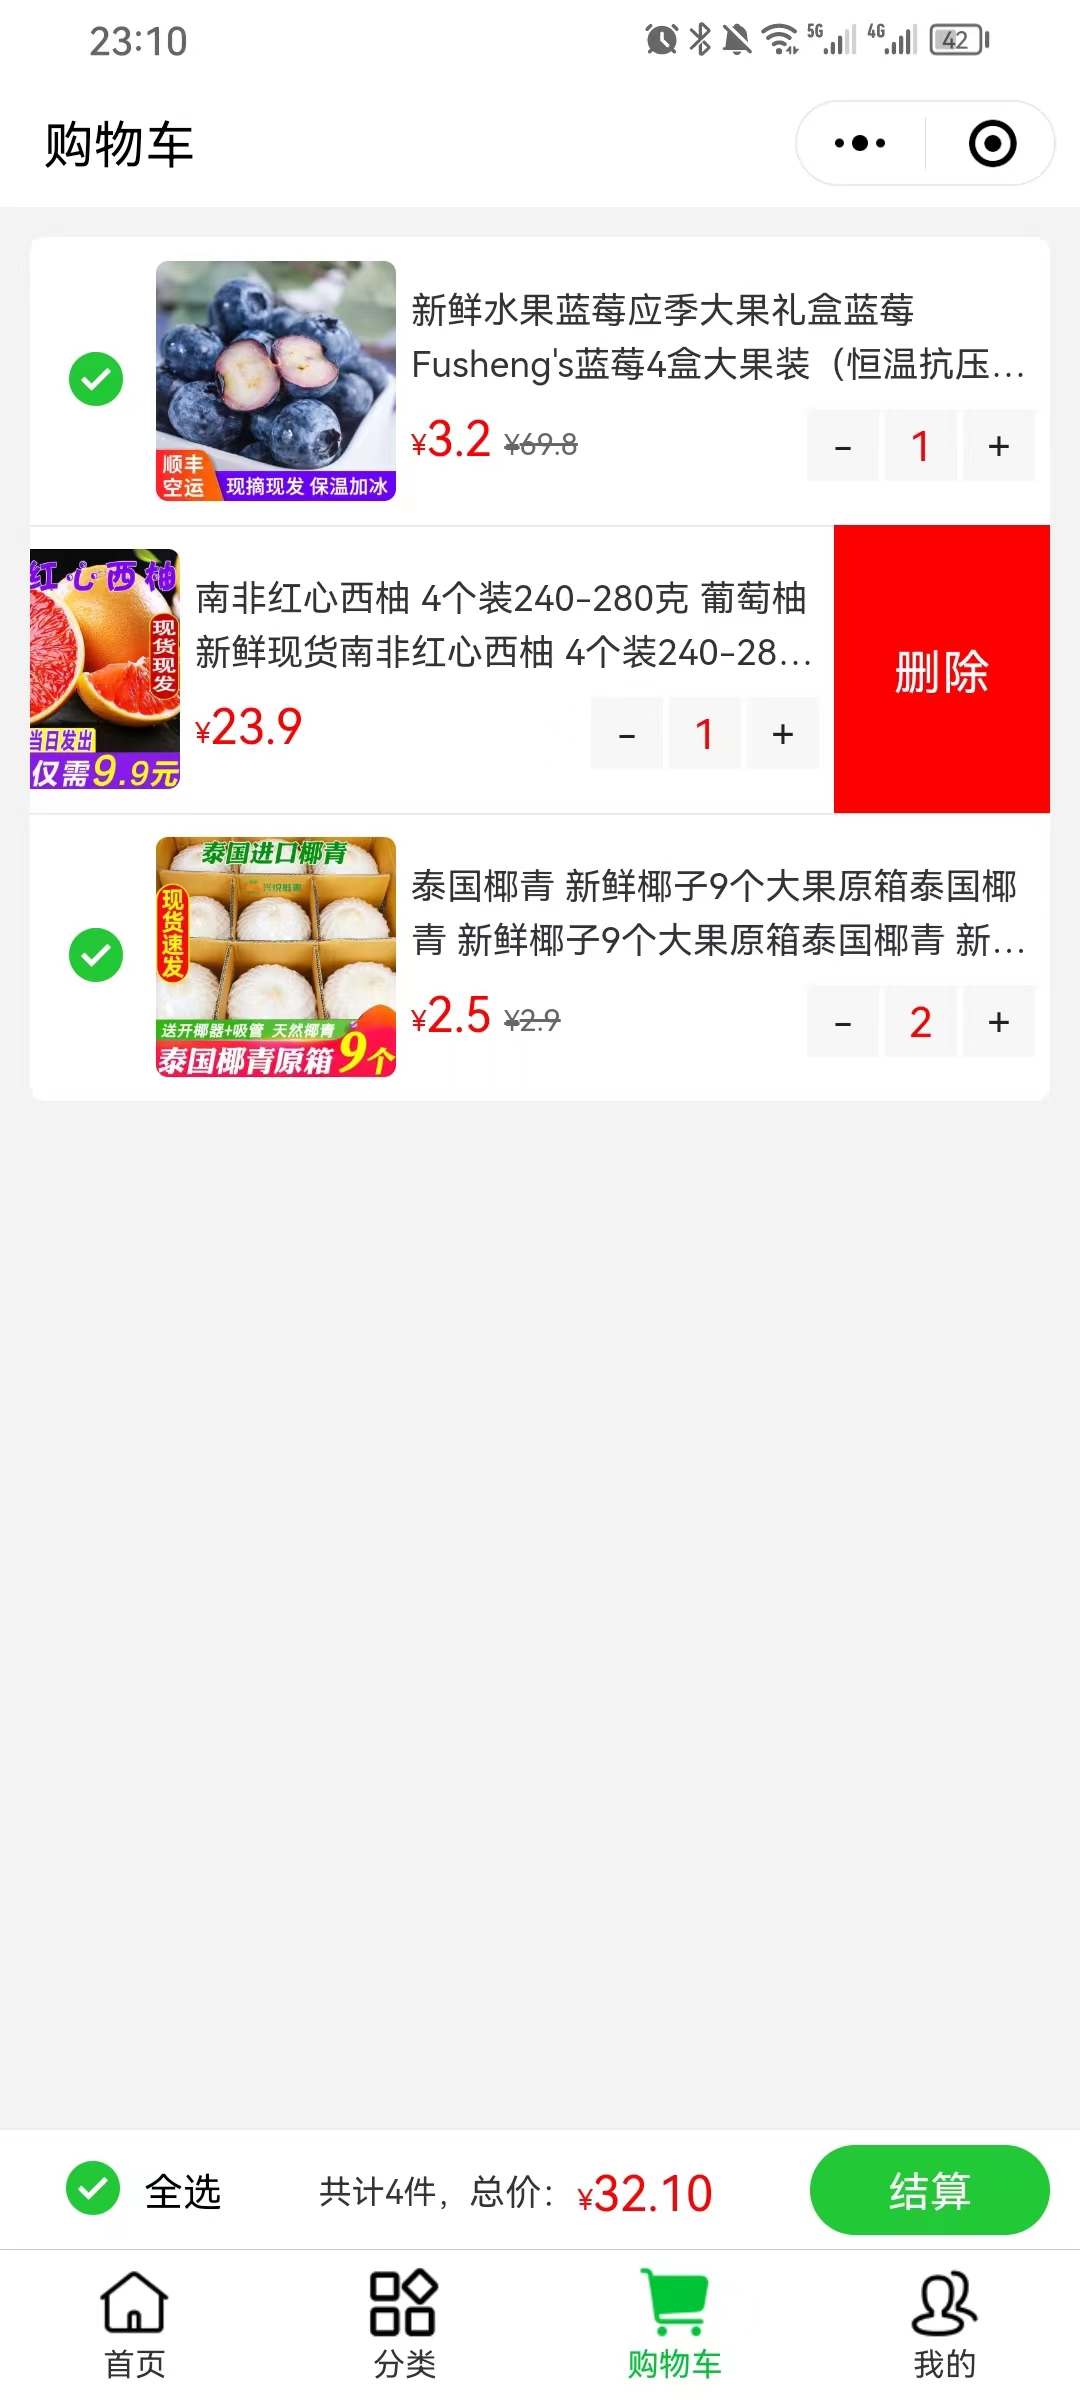 23:10
5G
4G
42
购物车
新鲜水果蓝莓应季大果礼盒蓝莓
Fusheng's蓝莓4盒大果装（恒温抗压...
¥3.2 ¥69.8
- 1 +
顺丰
空运
现摘现发 保温加冰
红心西柚
现货现发
当日发出
仅需9.9元
南非红心西柚 4个装240-280克 葡萄柚
新鲜现货南非红心西柚 4个装240-28...
¥23.9
- 1 +
删除
泰国进口椰青
现货速发
送开椰器+吸管 天然椰青
泰国椰青原箱9个
泰国椰青 新鲜椰子9个大果原箱泰国椰
青 新鲜椰子9个大果原箱泰国椰青 新...
¥2.5 ¥2.9
- 2 +
全选
共计4件，总价：¥32.10
结算
首页
分类
购物车
我的